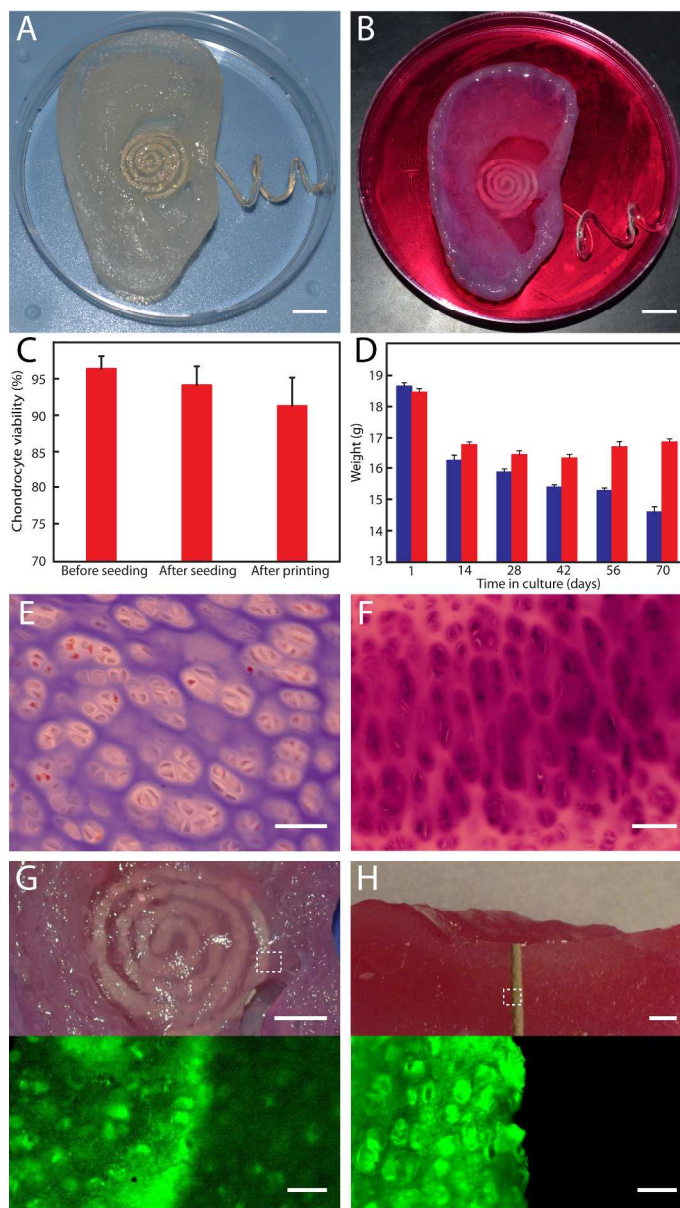 A
B
C
Chondrocyte viability (%)
95
90
85
80
75
70
Before seeding
After seeding
After printing
D
Weight (g)
19
18
17
16
15
14
13
1
14
28
42
56
70
Time in culture (days)
E
F
G
H